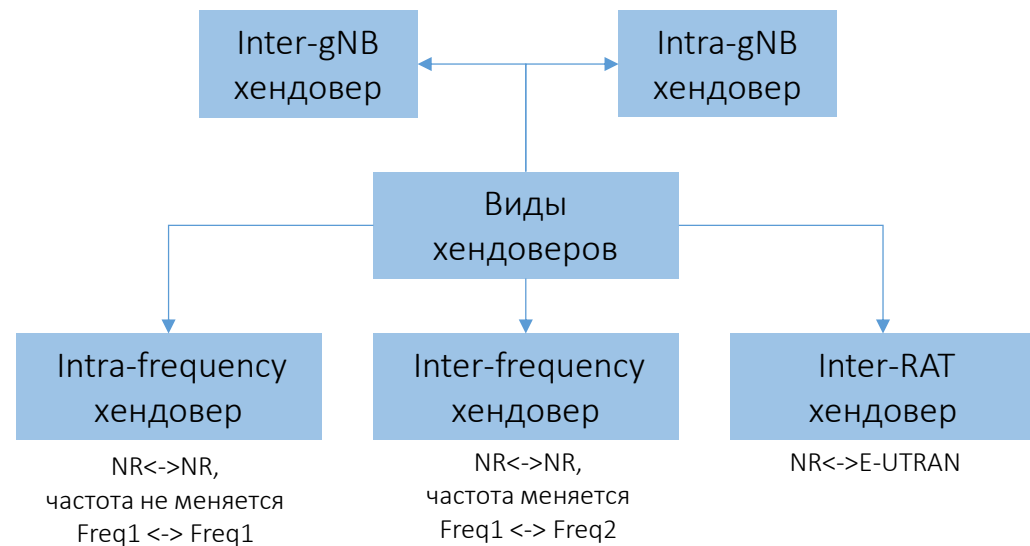 Inter-gNB
хендовер
Intra-gNB
хендовер
Виды
хендоверов
Intra-frequency
хендовер
Inter-frequency
хендовер
Inter-RAT
хендовер
NR<->NR,
частота не меняется
Freq1 <-> Freq1
NR<->NR,
частота меняется
Freq1 <-> Freq2
NR<->E-UTRAN